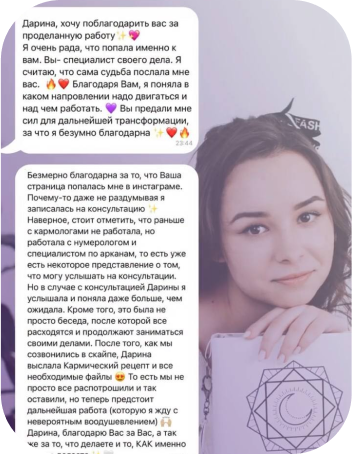 Дарина, хочу поблагодарить вас за
проделанную работу✨💖
Я очень рада, что попала именно к
вам. Вы- специалист своего дела. Я
считаю, что сама судьба послала мне
вас. 🔥❤️ Благодаря Вам, я поняла в
каком напровлении надо двигаться и
над чем работать. 💜 Вы предали мне
сил для дальнейшей трансформации,
за что я безумно благодарна ✨❤️🔥
23:44
Безмерно благодарна за то, что Ваша
страница попалась мне в инстаграме.
Почему-то даже не раздумывая я
записалась на консультацию ✨
Наверное, стоит отметить, что раньше
с кармологами не работала, но
работала с нумерологом и
специалистом по арканам, то есть уже
есть некоторое представление о том,
что могу услышать на консультации.
Но в случае с консультацией Дарины я
услышала и поняла даже больше, чем
ожидала. Кроме того, это была не
просто беседа, после которой все
расходятся и продолжают заниматься
своими делами. После того, как мы
созвонились в скайпе, Дарина
выслала Кармический рецепт и все
необходимые файлы 😍 То есть мы не
просто все распотрошили и так
оставили, но теперь предстоит
дальнейшая работа (которую я жду с
невероятным воодушевлением) 🙌🏻
Дарина, благодарю Вас за Вас, а так
же за то, что делаете и то, КАК именно